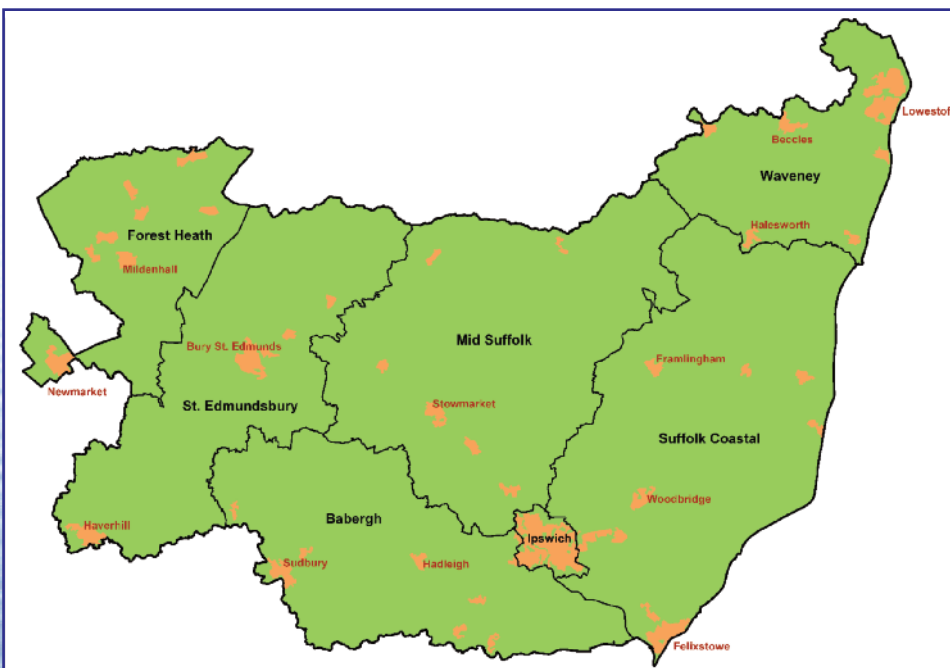 Lowestof
Beccles
Waveney
Halesworth
Forest Heath
Mildenhall
Bury St. Edmunds
Mid Suffolk
Framlingham
Newmarket
St. Edmundsbury
Stowmarket
Suffolk Coastal
Woodbridge
Babergh
Haverhill
Ipswich
Sudbury
Hadleigh
Felixstowe